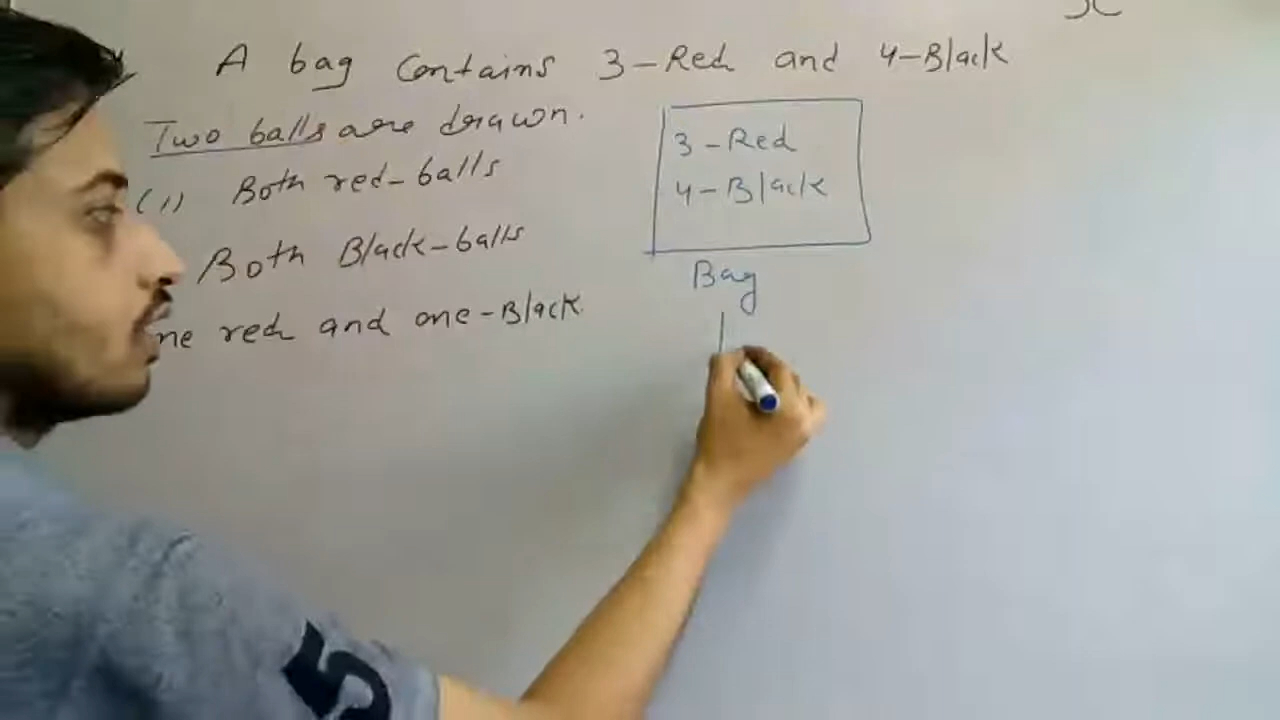 A bag Contains 3-Red and 4-Black
Two balls are drawn.
(1) Both red-balls
Both Black-balls
ne red and one-Black.
3-Red
4-Black
Bag
5